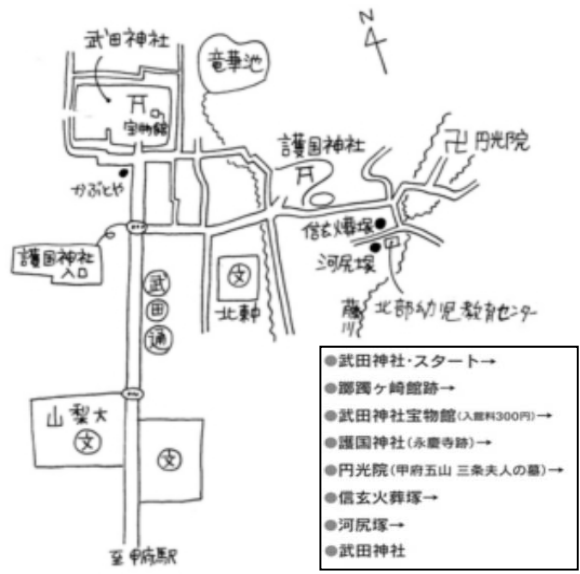 N
武田神社
竜華池
宝物館
護国神社
卍 円光院
かぶとや
信玄火葬塚
河尻塚
護国神社
入口
文
北東中
藤川
北部幼児教育センター
武田通
山梨大
文
文
至甲府駅
●武田神社・スタート→
●躑躅ヶ崎館跡→
●武田神社宝物館(入館料300円)→
●護国神社(永慶寺跡)→
●円光院(甲府五山 三条夫人の墓)→
●信玄火葬塚→
●河尻塚→
●武田神社